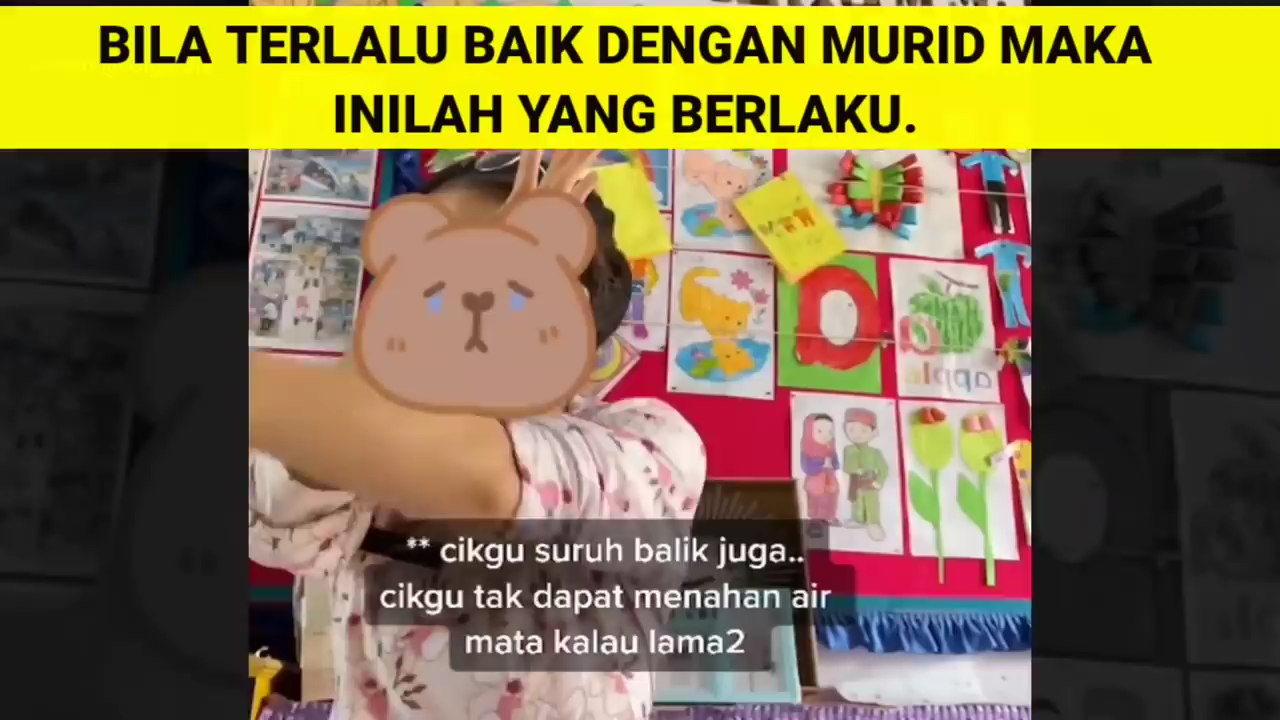 BILA TERLALU BAIK DENGAN MURID MAKA
INILAH YANG BERLAKU.
apple
** cikgu suruh balik juga..
cikgu tak dapat menahan air
mata kalau lama2